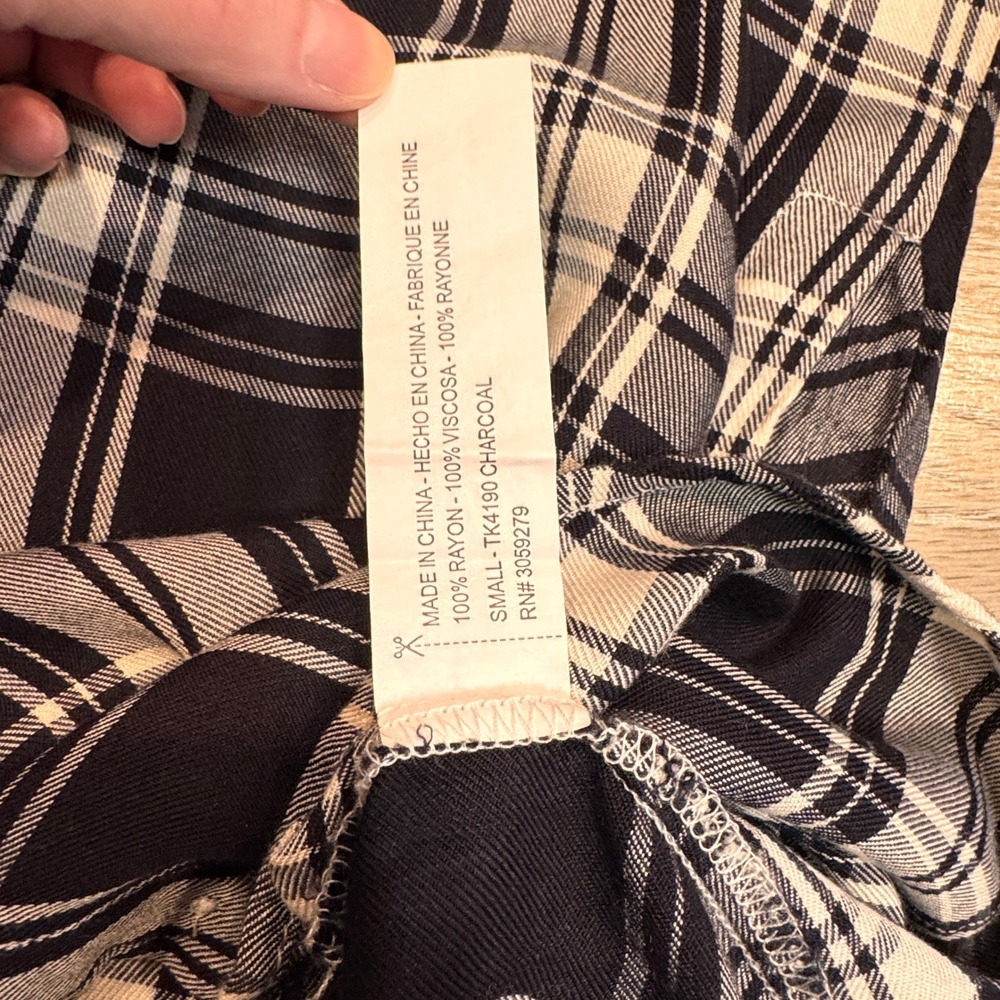 MADE IN CHINA - HECHO EN CHINA - FABRIQUE EN CHINE
100% RAYON - 100% VISCOSA - 100% RAYONNE
SMALL - TK4190 CHARCOAL
RN# 3059279